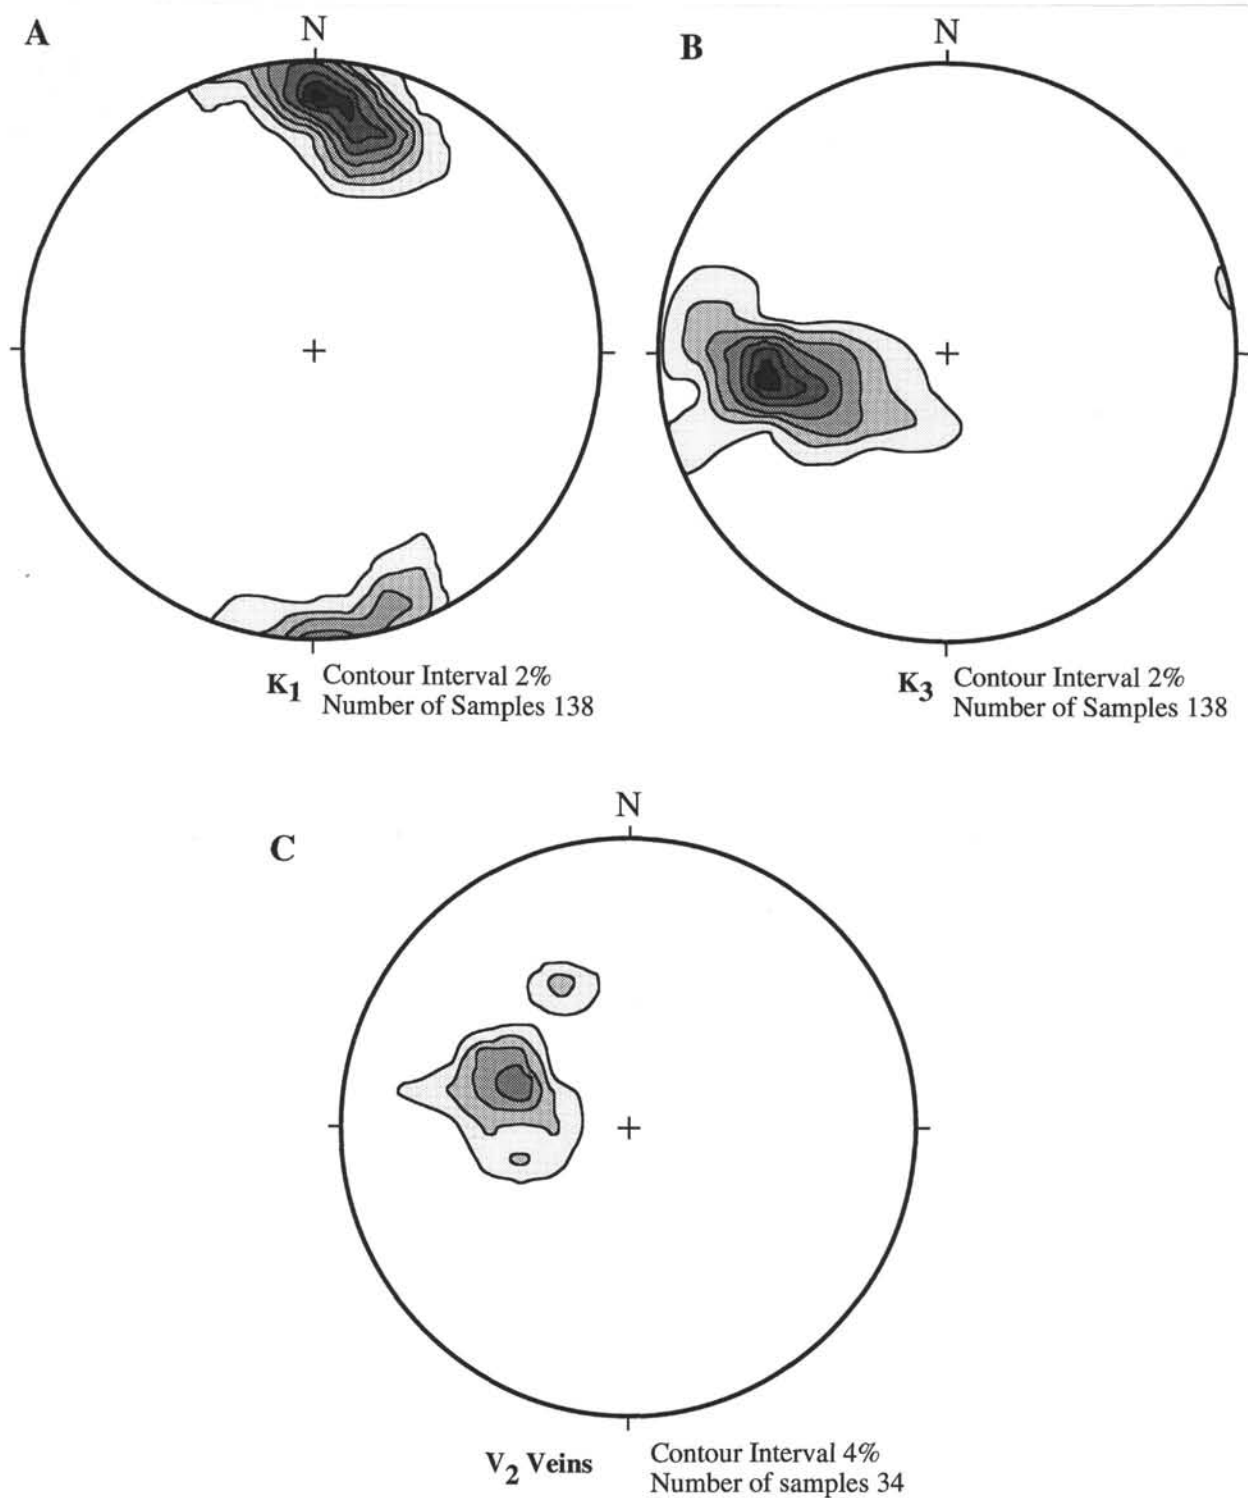 A
N
B
N
K1 Contour Interval 2%
Number of Samples 138
K3 Contour Interval 2%
Number of Samples 138
C
N
V2 Veins Contour Interval 4%
Number of samples 34